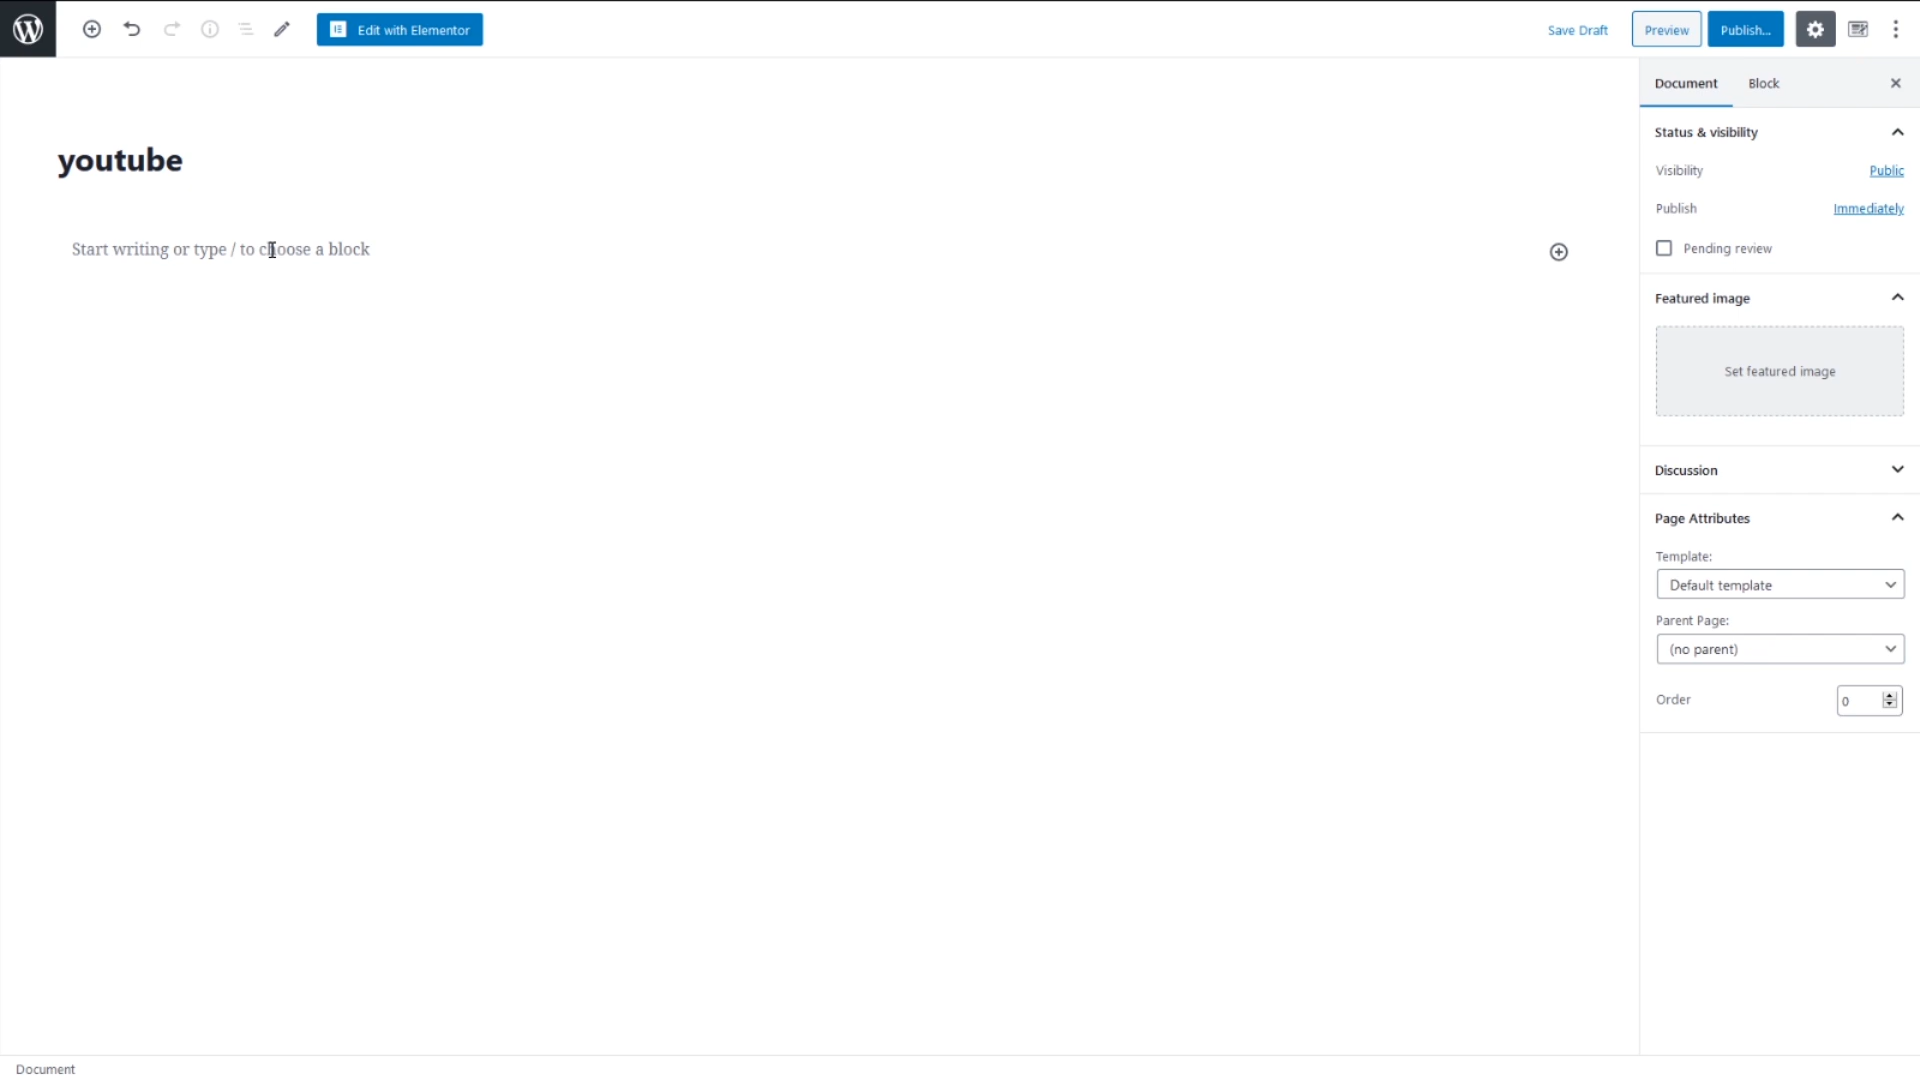 Edit with Elementor
Save Draft
Preview
Publish...
Document
Block
youtube
Start writing or type / to choose a block
Status & visibility
Visibility
Public
Publish
Immediately
Pending review
Featured image
Set featured image
Discussion
Page Attributes
Template:
Default template
Parent Page:
(no parent)
Order
0
Document